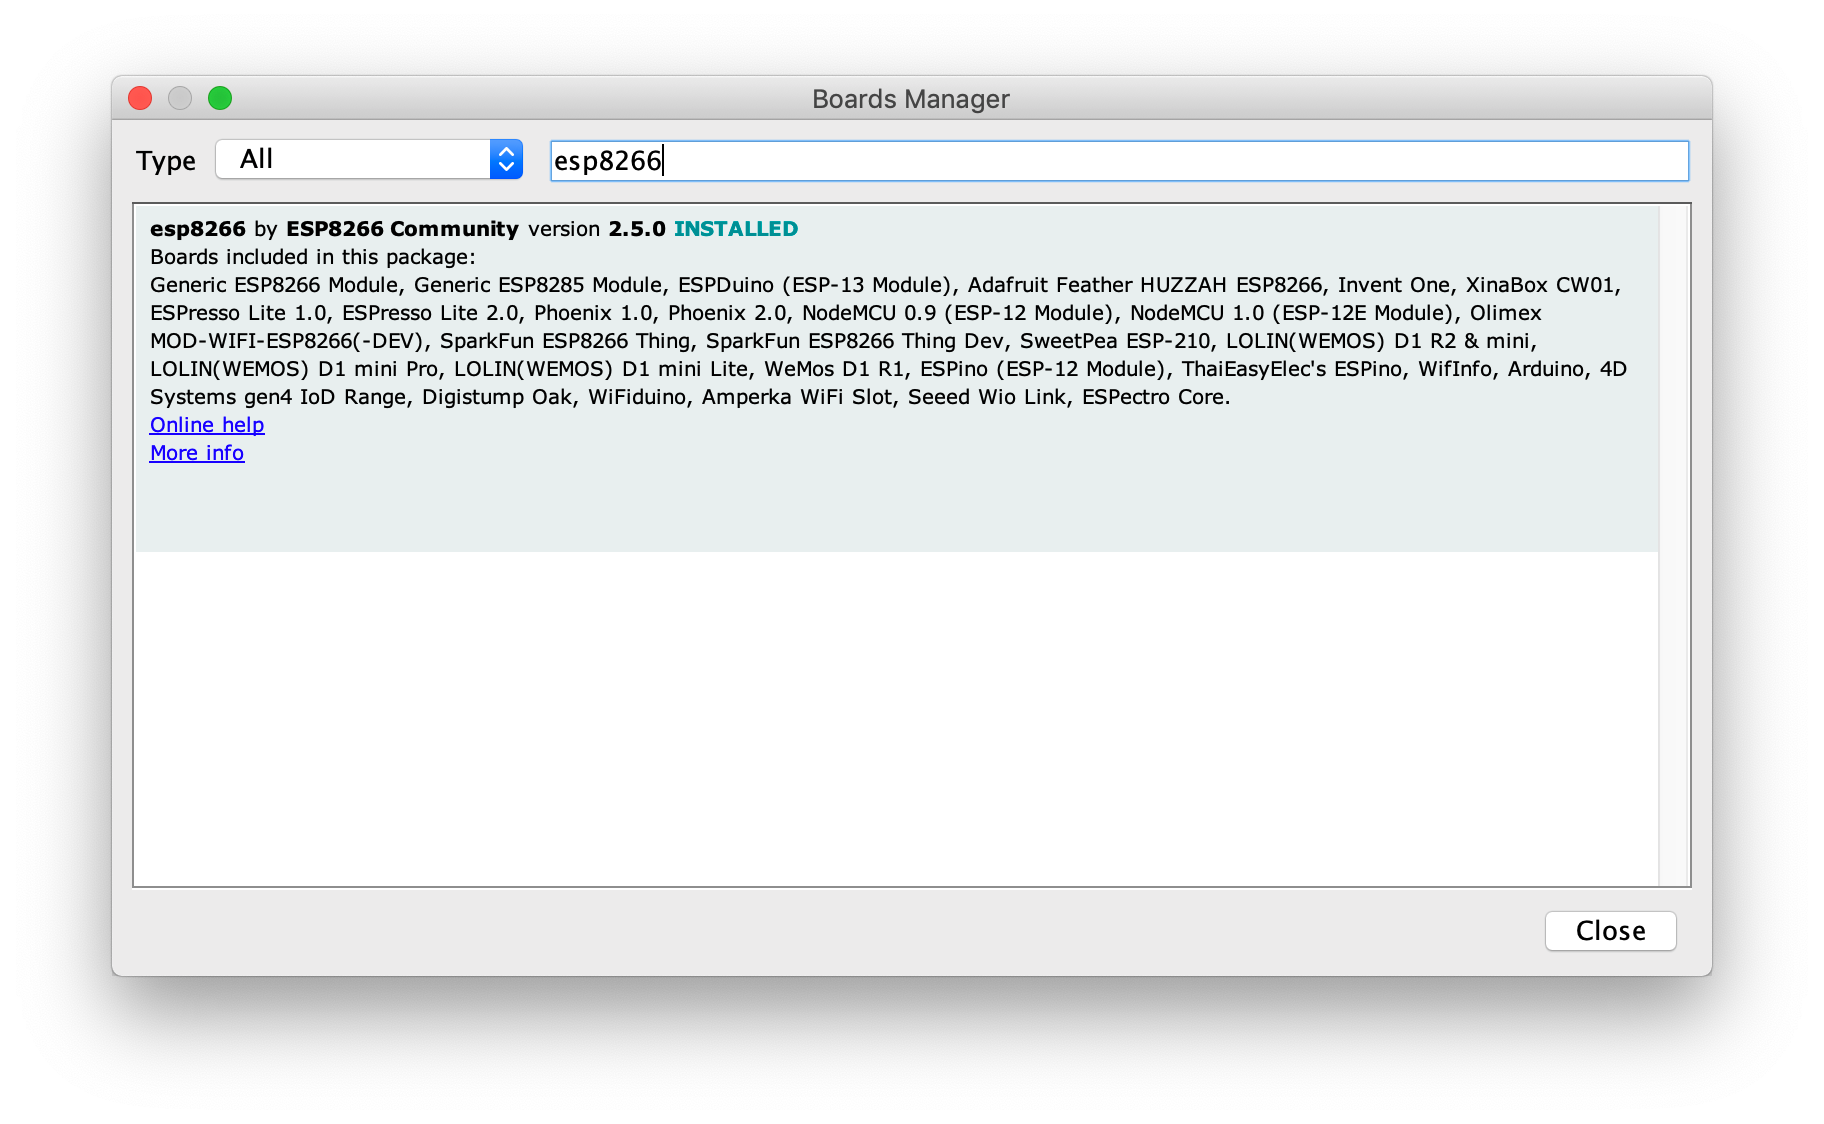 Boards Manager
Type All esp8266
esp8266 by ESP8266 Community version 2.5.0 INSTALLED
Boards included in this package:
Generic ESP8266 Module, Generic ESP8285 Module, ESPDuino (ESP-13 Module), Adafruit Feather HUZZAH ESP8266, Invent One, XinaBox CW01,
ESPresso Lite 1.0, ESPresso Lite 2.0, Phoenix 1.0, Phoenix 2.0, NodeMCU 0.9 (ESP-12 Module), NodeMCU 1.0 (ESP-12E Module), Olimex
MOD-WIFI-ESP8266(-DEV), SparkFun ESP8266 Thing, SparkFun ESP8266 Thing Dev, SweetPea ESP-210, LOLIN(WEMOS) D1 R2 & mini,
LOLIN(WEMOS) D1 mini Pro, LOLIN(WEMOS) D1 mini Lite, WeMos D1 R1, ESPino (ESP-12 Module), ThaiEasyElec's ESPino, WifInfo, Arduino, 4D
Systems gen4 IoD Range, Digistump Oak, WiFiduino, Amperka WiFi Slot, Seeed Wio Link, ESPectro Core.
Online help
More info
Close